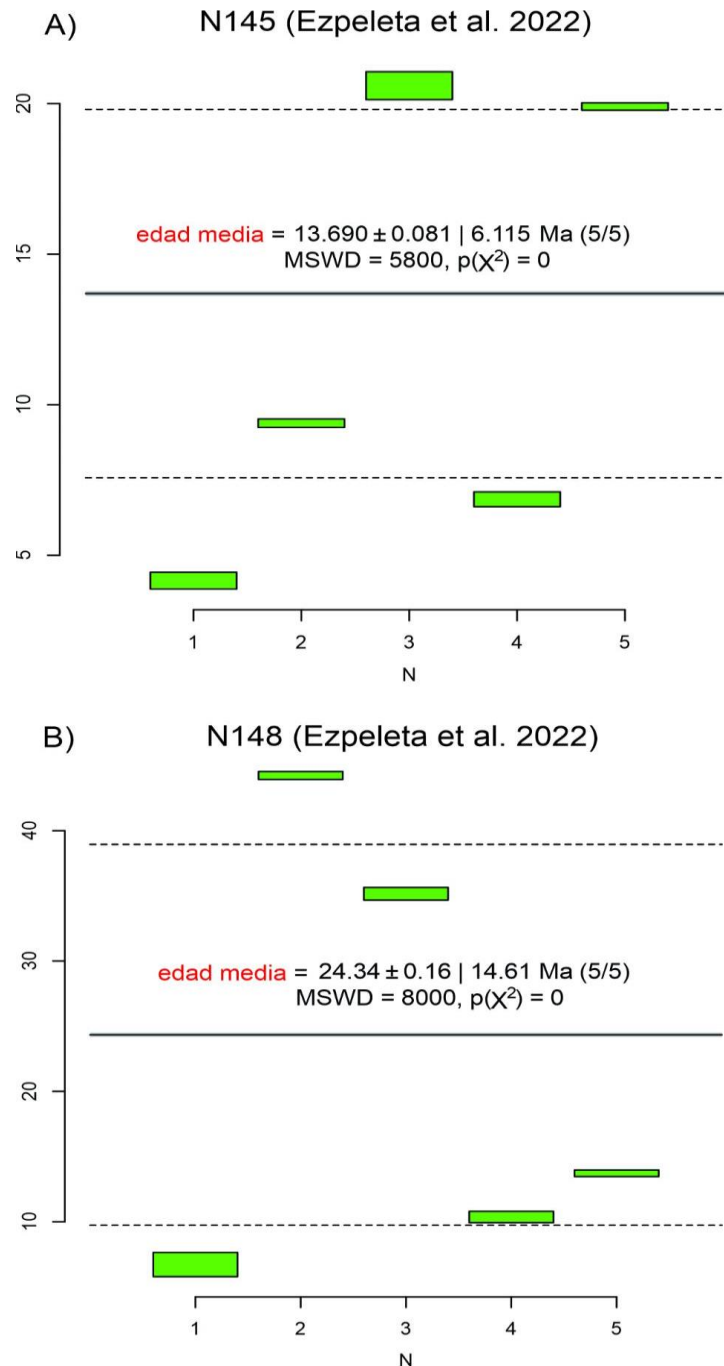 A)
N145 (Ezpeleta et al. 2022)
20
15
10
5
edad media = 13.690 ± 0.081 | 6.115 Ma (5/5)
MSWD = 5800, p(X²) = 0
1 2 3 4 5
N
B)
N148 (Ezpeleta et al. 2022)
40
30
20
10
edad media = 24.34 ± 0.16 | 14.61 Ma (5/5)
MSWD = 8000, p(X²) = 0
1 2 3 4 5
N